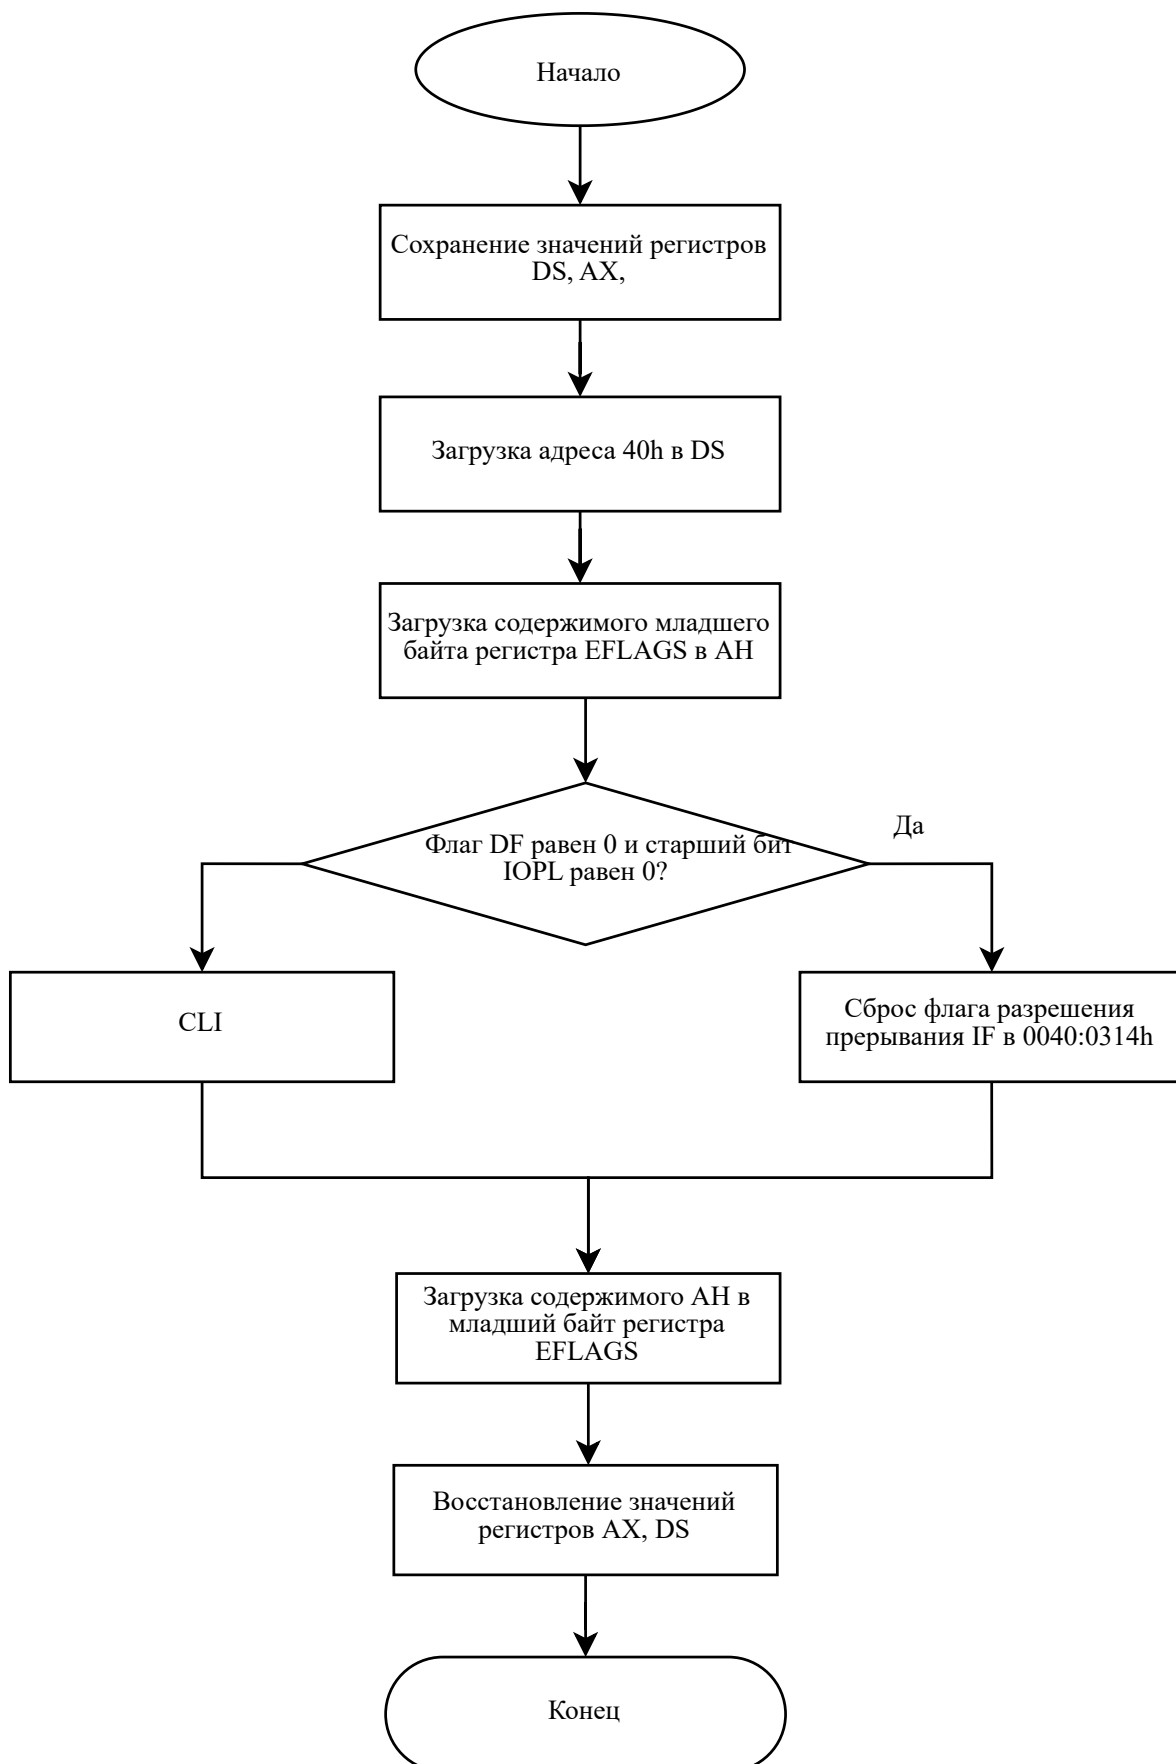 Начало
Сохранение значений регистров
DS, AX,
Загрузка адреса 40h в DS
Загрузка содержимого младшего
байта регистра EFLAGS в AH
Флаг DF равен 0 и старший бит
IOPL равен 0?
Да
CLI
Сброс флага разрешения
прерывания IF в 0040:0314h
Загрузка содержимого AH в
младший байт регистра
EFLAGS
Восстановление значений
регистров AX, DS
Конец